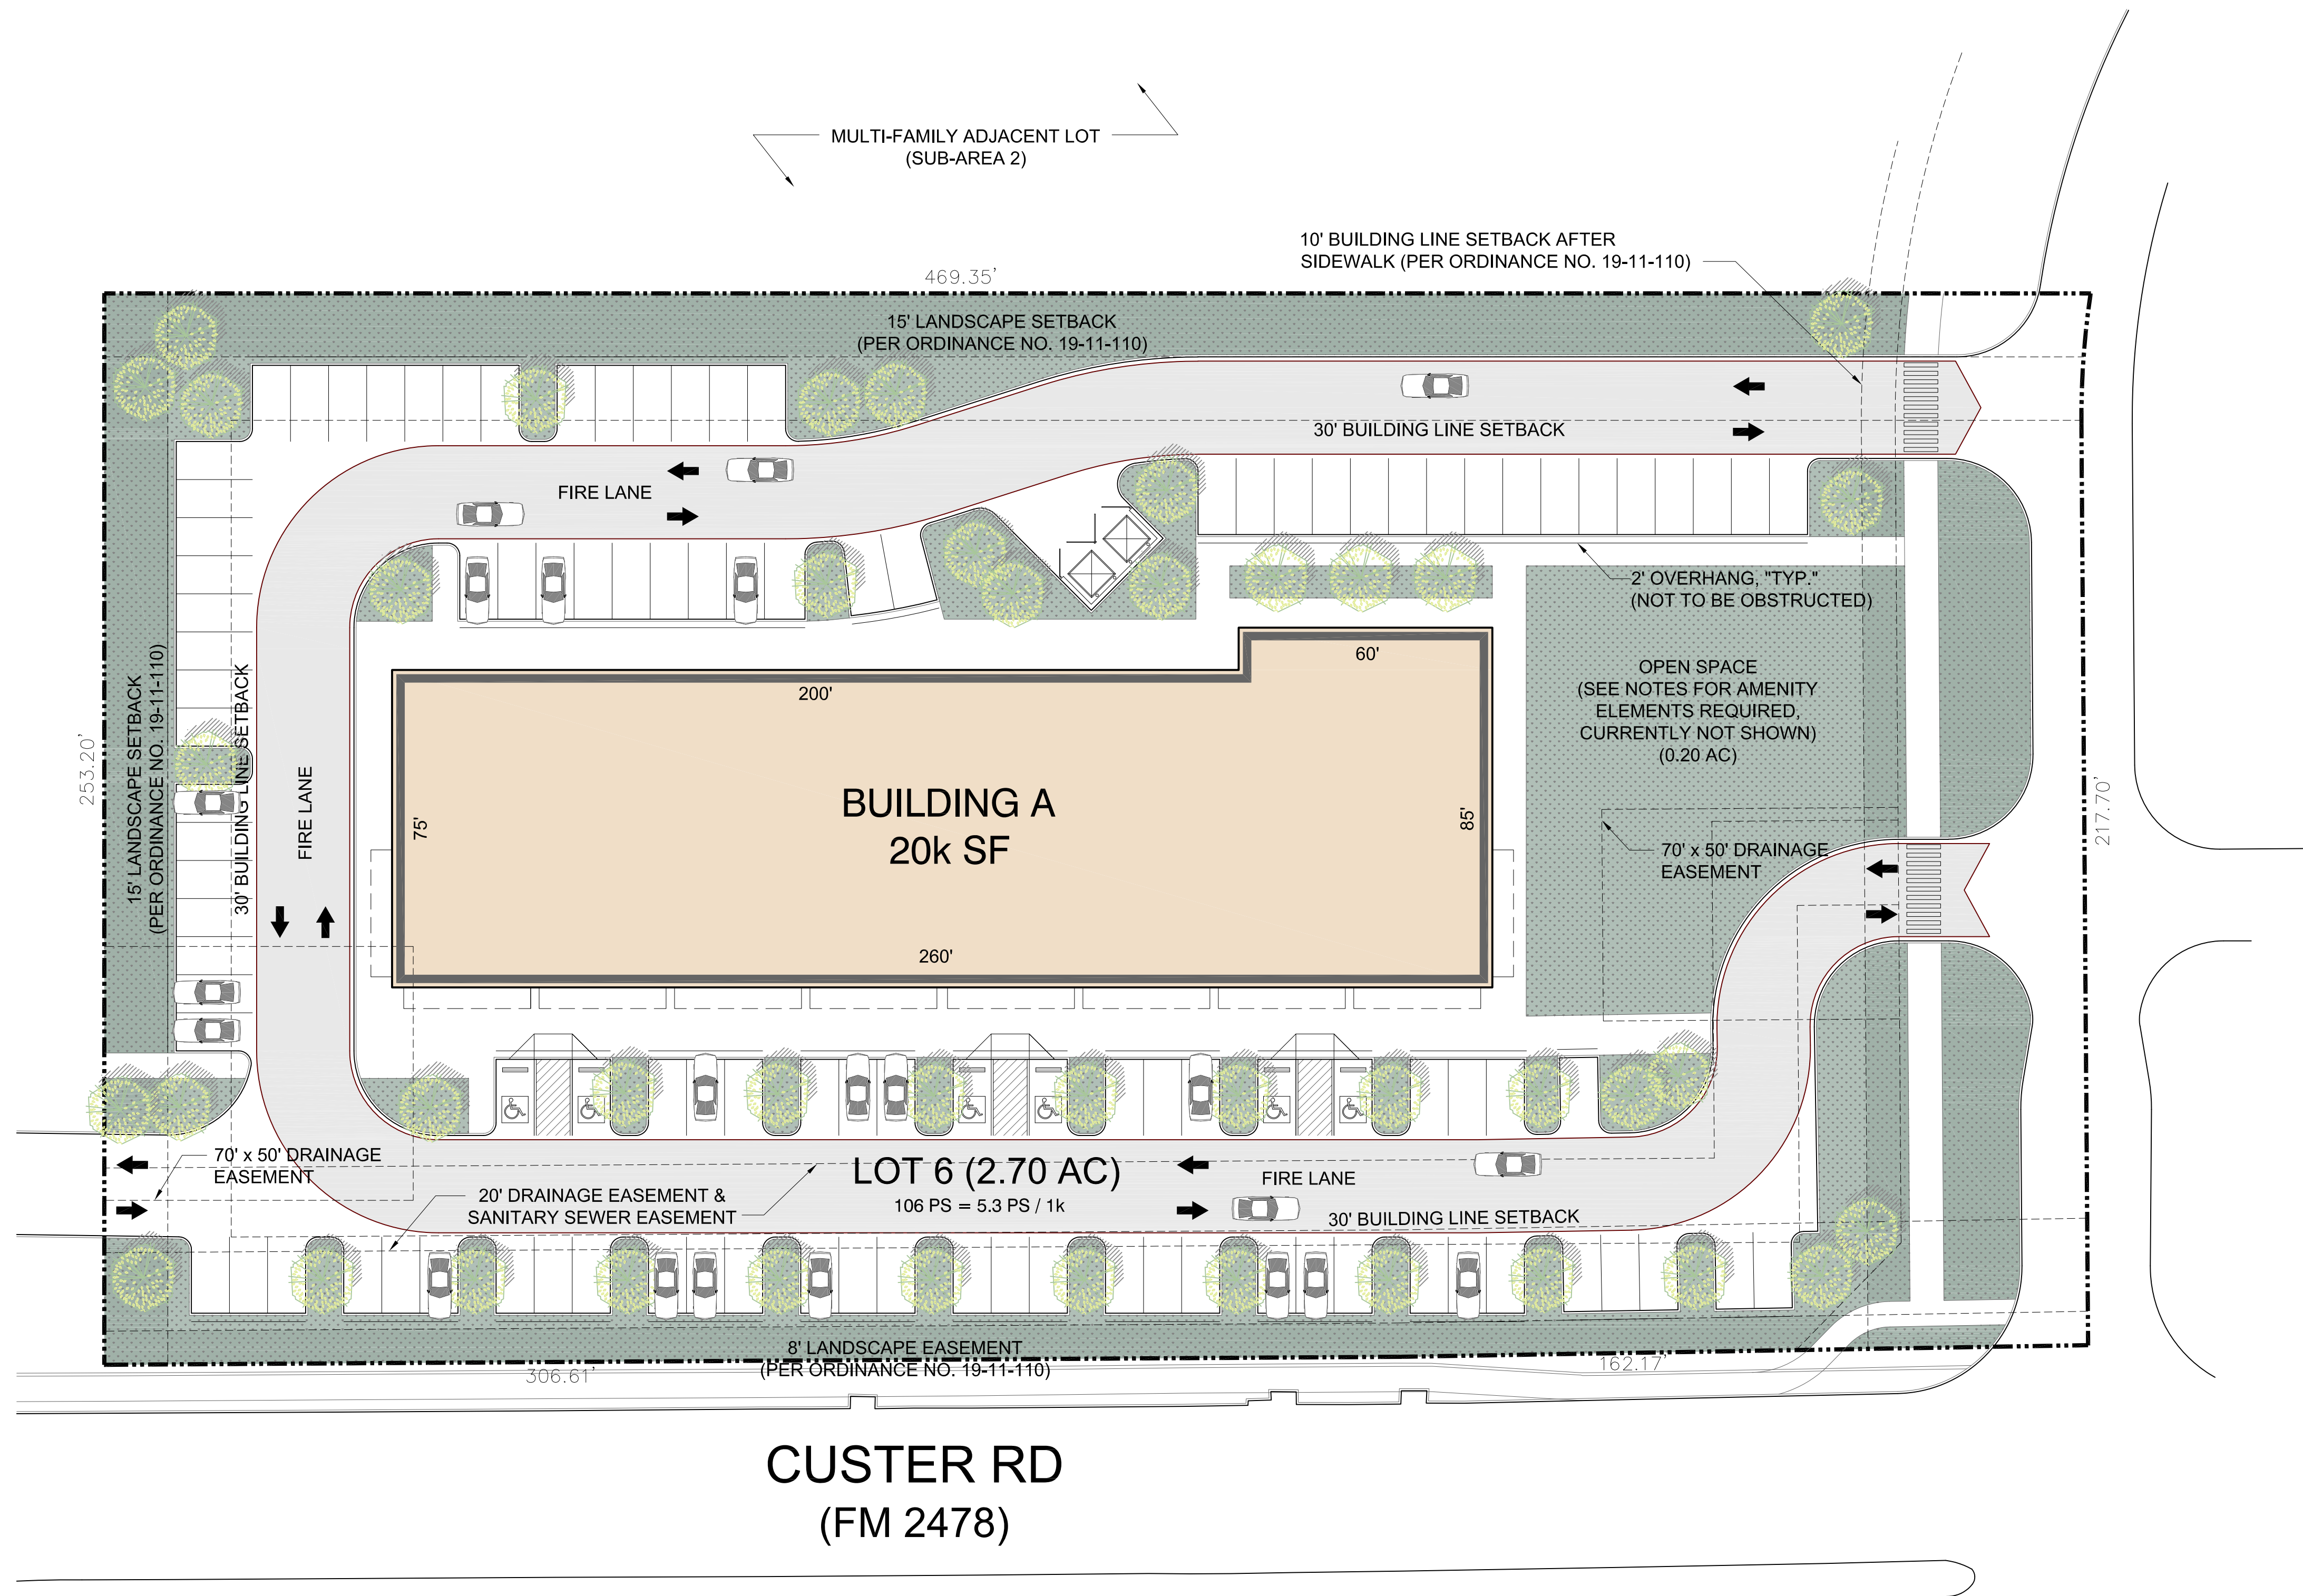 MULTI-FAMILY ADJACENT LOT
(SUB-AREA 2)
10' BUILDING LINE SETBACK AFTER
SIDEWALK (PER ORDINANCE NO. 19-11-110)
469.35'
15' LANDSCAPE SETBACK
(PER ORDINANCE NO. 19-11-110)
30' BUILDING LINE SETBACK
FIRE LANE
2' OVERHANG, "TYP."
(NOT TO BE OBSTRUCTED)
60'
200'
OPEN SPACE
(SEE NOTES FOR AMENITY
ELEMENTS REQUIRED,
CURRENTLY NOT SHOWN)
(0.20 AC)
253.20'
15' LANDSCAPE SETBACK
(PER ORDINANCE NO. 19-11-110)
30' BUILDING LINE SETBACK
FIRE LANE
75'
BUILDING A
20k SF
85'
217.70'
70' x 50' DRAINAGE
EASEMENT
260'
70' x 50' DRAINAGE
EASEMENT
20' DRAINAGE EASEMENT &
SANITARY SEWER EASEMENT
LOT 6 (2.70 AC)
106 PS = 5.3 PS / 1k
FIRE LANE
30' BUILDING LINE SETBACK
8' LANDSCAPE EASEMENT
(PER ORDINANCE NO. 19-11-110)
306.61'
162.17'
CUSTER RD
(FM 2478)